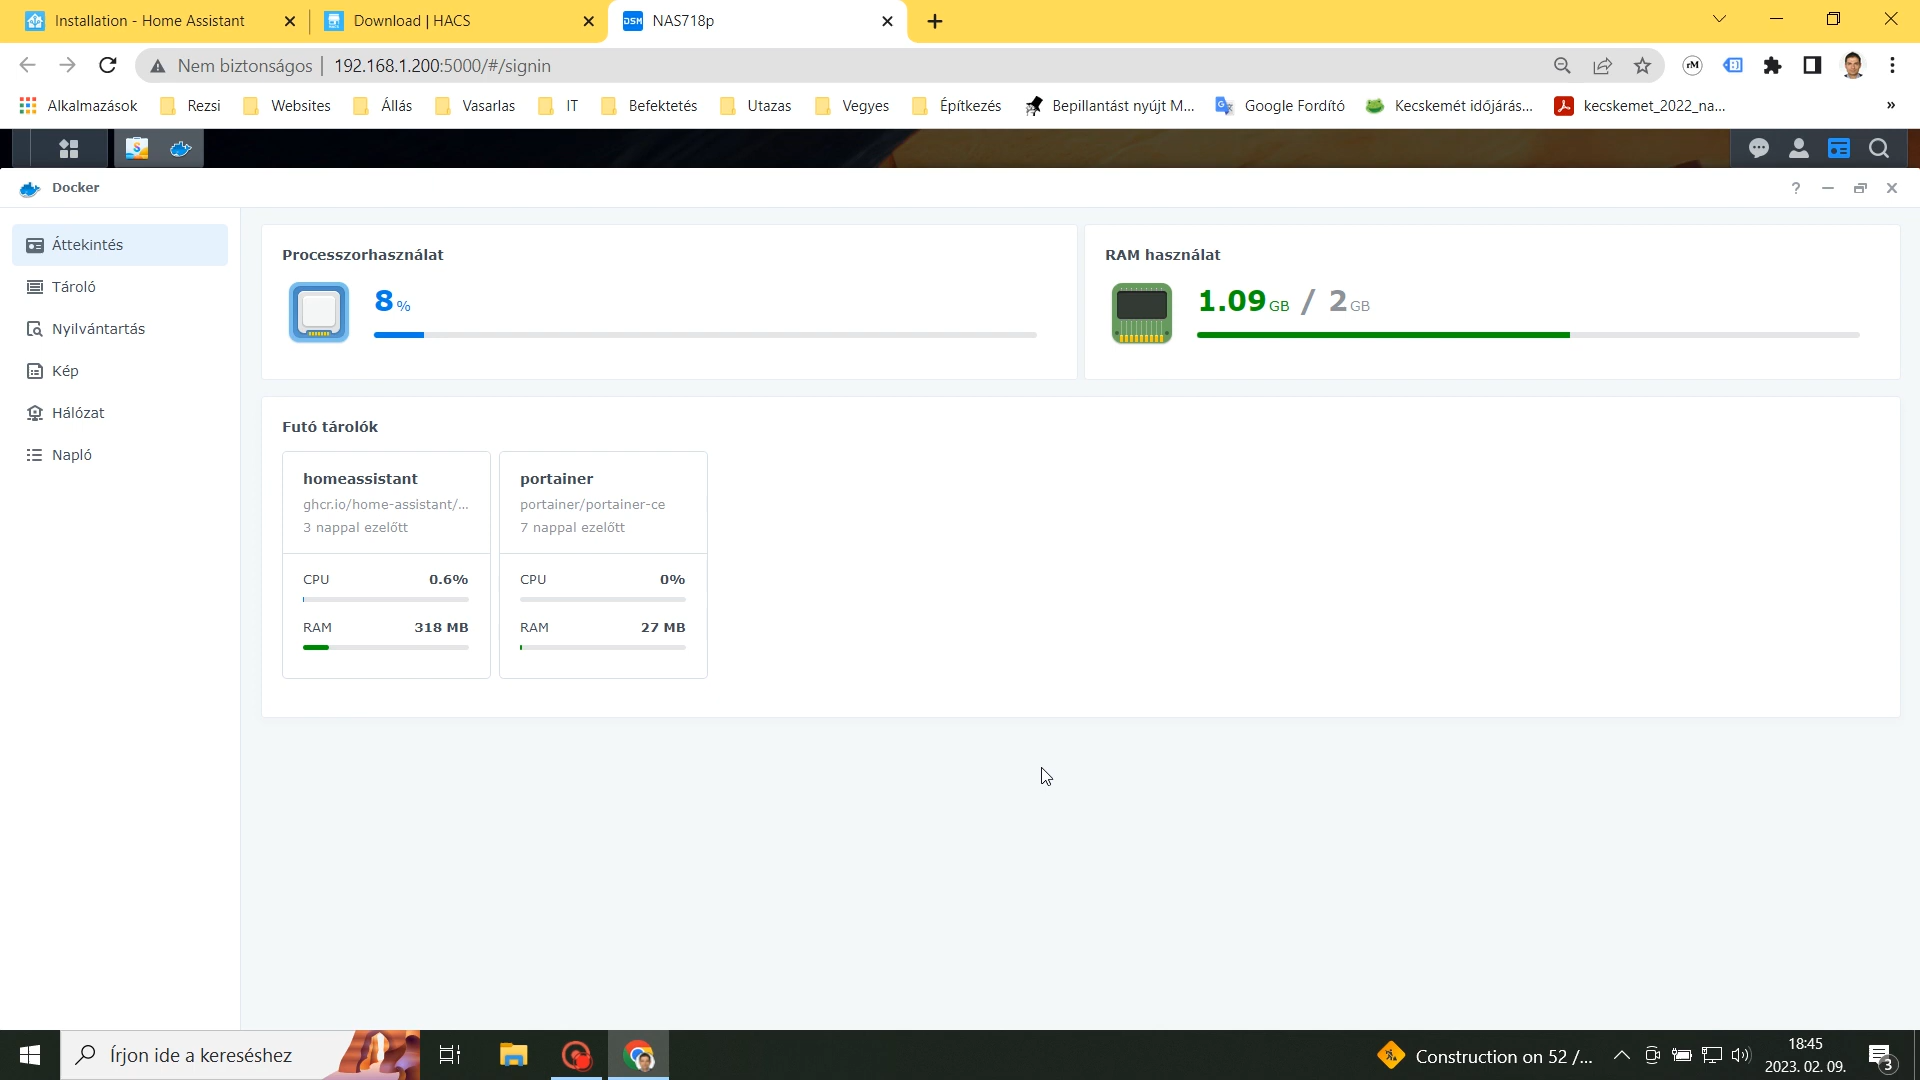 Installation - Home Assistant
Download | HACS
DSM NAS718p
Nem biztonságos | 192.168.1.200:5000/#/signin
rM
Alkalmazások
Rezsi
Websites
Állás
Vasarlas
IT
Befektetés
Utazas
Vegyes
Építkezés
Bepillantást nyújt M...
Google Fordító
Kecskemét időjárás...
kecskemet_2022_na...
»
Docker
?
Áttekintés
Tároló
Nyilvántartás
Kép
Hálózat
Napló
Processzorhasználat
8 %
RAM használat
1.09 GB / 2 GB
Futó tárolók
homeassistant
ghcr.io/home-assistant/...
3 nappal ezelőtt
CPU 0.6%
RAM 318 MB
portainer
portainer/portainer-ce
7 nappal ezelőtt
CPU 0%
RAM 27 MB
Írjon ide a kereséshez
Construction on 52 /...
18:45
2023. 02. 09.
3